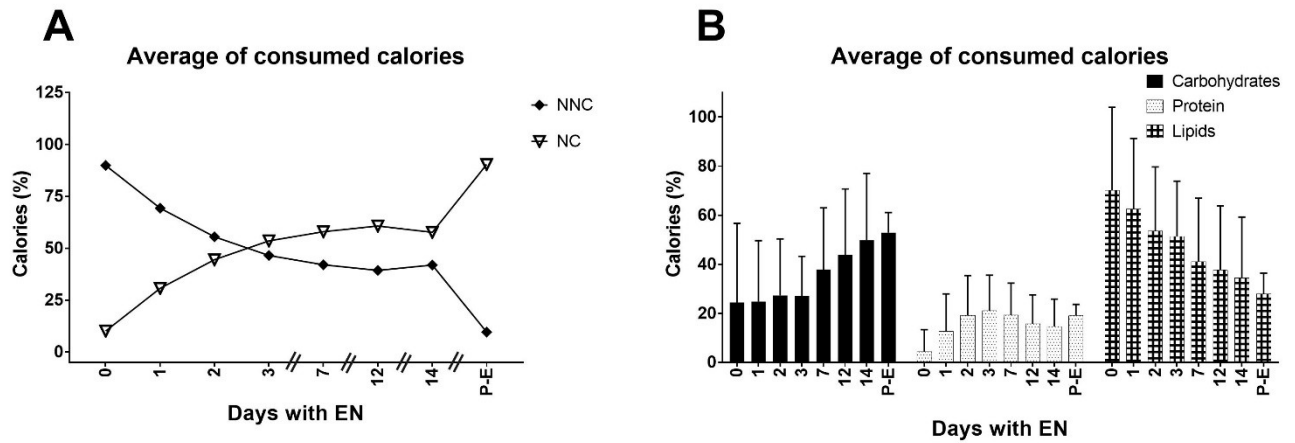 A
Average of consumed calories
125
100
75
50
25
0
Calories (%)
0 1 2 3 7 12 14 P-E
Days with EN
NNC
NC
B
Average of consumed calories
Carbohydrates
Protein
Lipids
100
80
60
40
20
0
Calories (%)
0 1 2 3 7 12 14 P-E 0 1 2 3 7 12 14 P-E 0 1 2 3 7 12 14 P-E
Days with EN